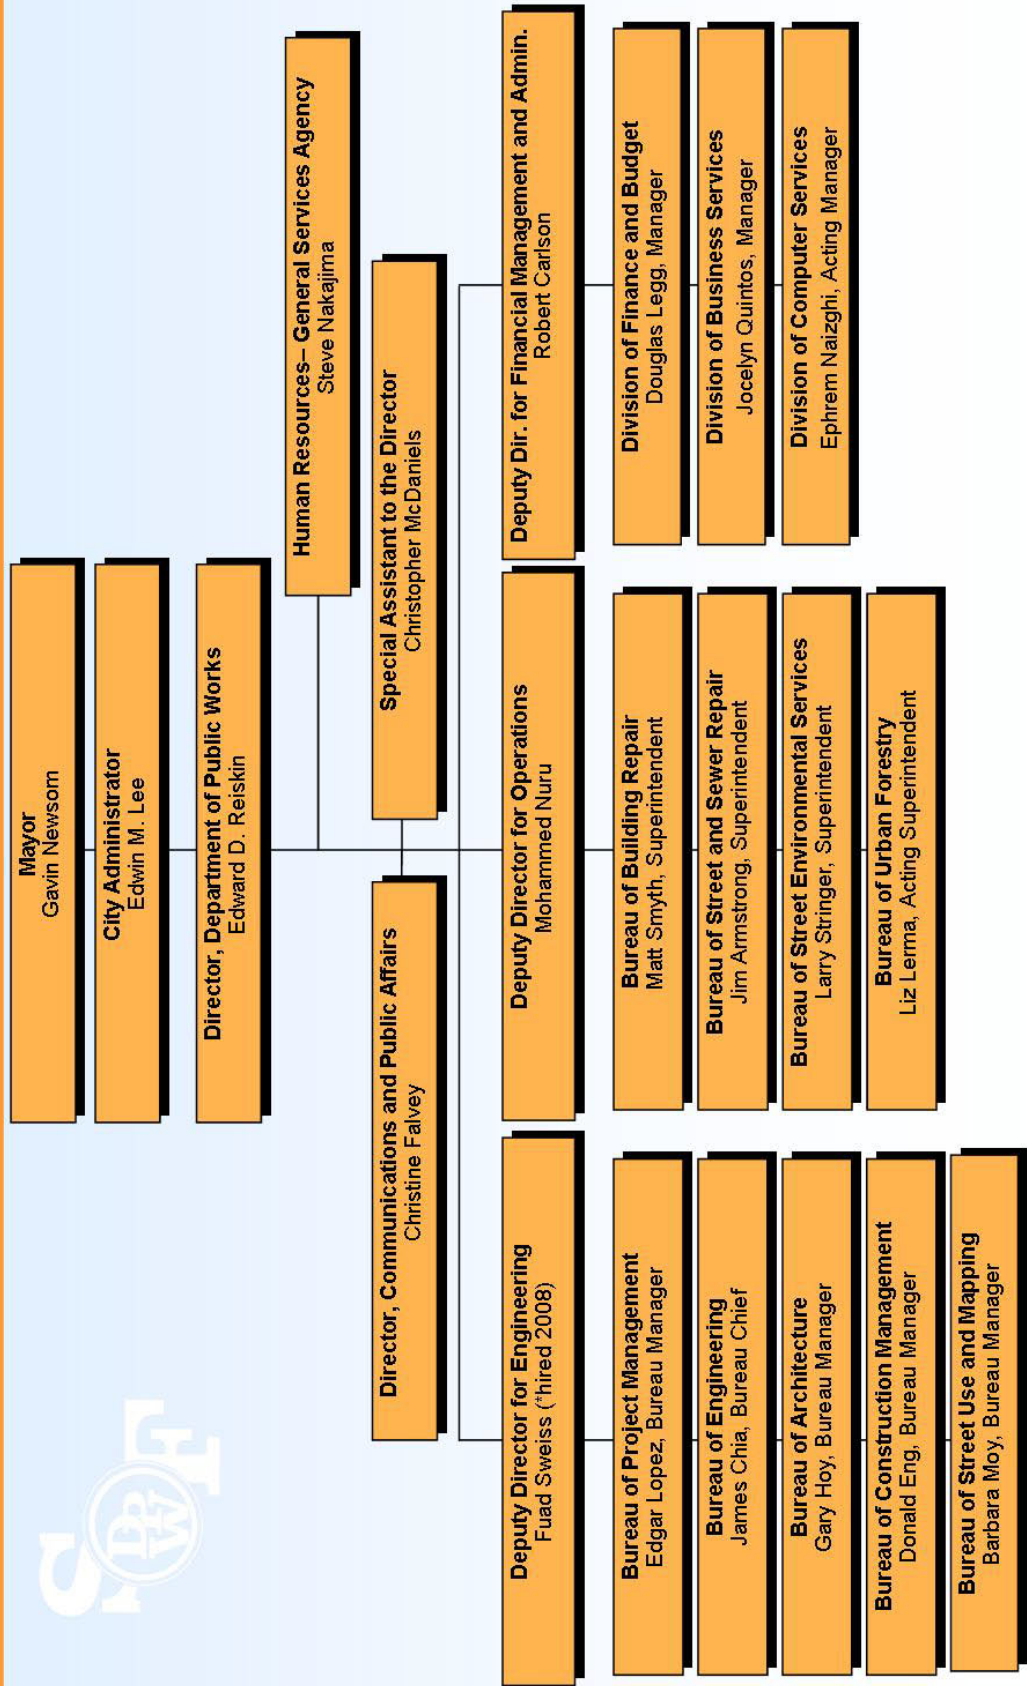 Mayor
Gavin Newsom
City Administrator
Edwin M. Lee
Director, Department of Public Works
Edward D. Reiskin
Human Resources– General Services Agency
Steve Nakajima
Director, Communications and Public Affairs
Christine Falvey
Special Assistant to the Director
Christopher McDaniels
Deputy Director for Engineering
Fuad Sweiss (*hired 2008)
Bureau of Project Management
Edgar Lopez, Bureau Manager
Bureau of Engineering
James Chia, Bureau Chief
Bureau of Architecture
Gary Hoy, Bureau Manager
Bureau of Construction Management
Donald Eng, Bureau Manager
Bureau of Street Use and Mapping
Barbara Moy, Bureau Manager
Deputy Director for Operations
Mohammed Nuru
Bureau of Building Repair
Matt Smyth, Superintendent
Bureau of Street and Sewer Repair
Jim Armstrong, Superintendent
Bureau of Street Environmental Services
Larry Stringer, Superintendent
Bureau of Urban Forestry
Liz Lerma, Acting Superintendent
Deputy Dir. for Financial Management and Admin.
Robert Carlson
Division of Finance and Budget
Douglas Legg, Manager
Division of Business Services
Jocelyn Quintos, Manager
Division of Computer Services
Ephrem Naizghi, Acting Manager
SF
DPW